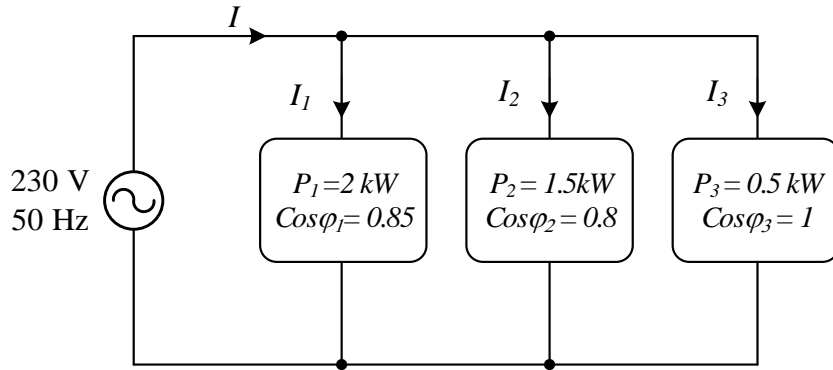 I
I1
I2
I3
230 V
50 Hz
P1 =2 kW
Cosφ1= 0.85
P2 = 1.5kW
Cosφ2 = 0.8
P3 = 0.5 kW
Cosφ3 = 1